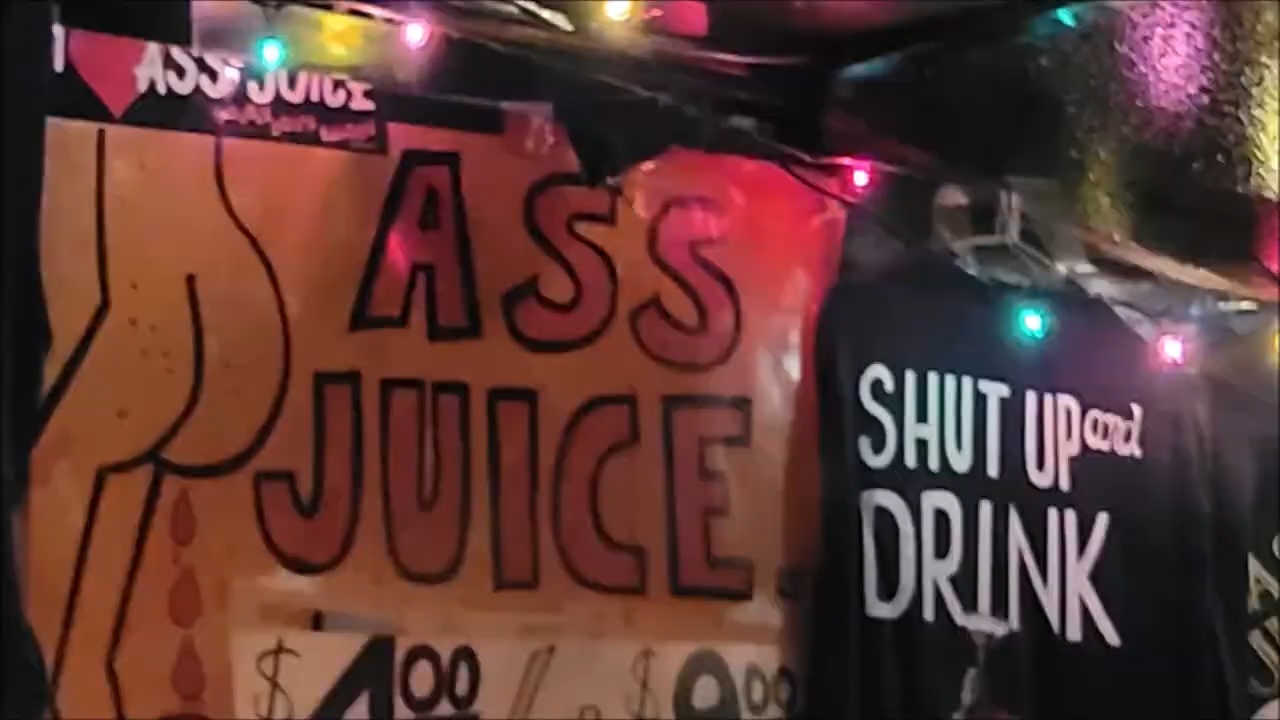 I ♥ ASS JUICE
ASS
JUICE
$4.00 / $9.00
SHUT UP and
DRINK